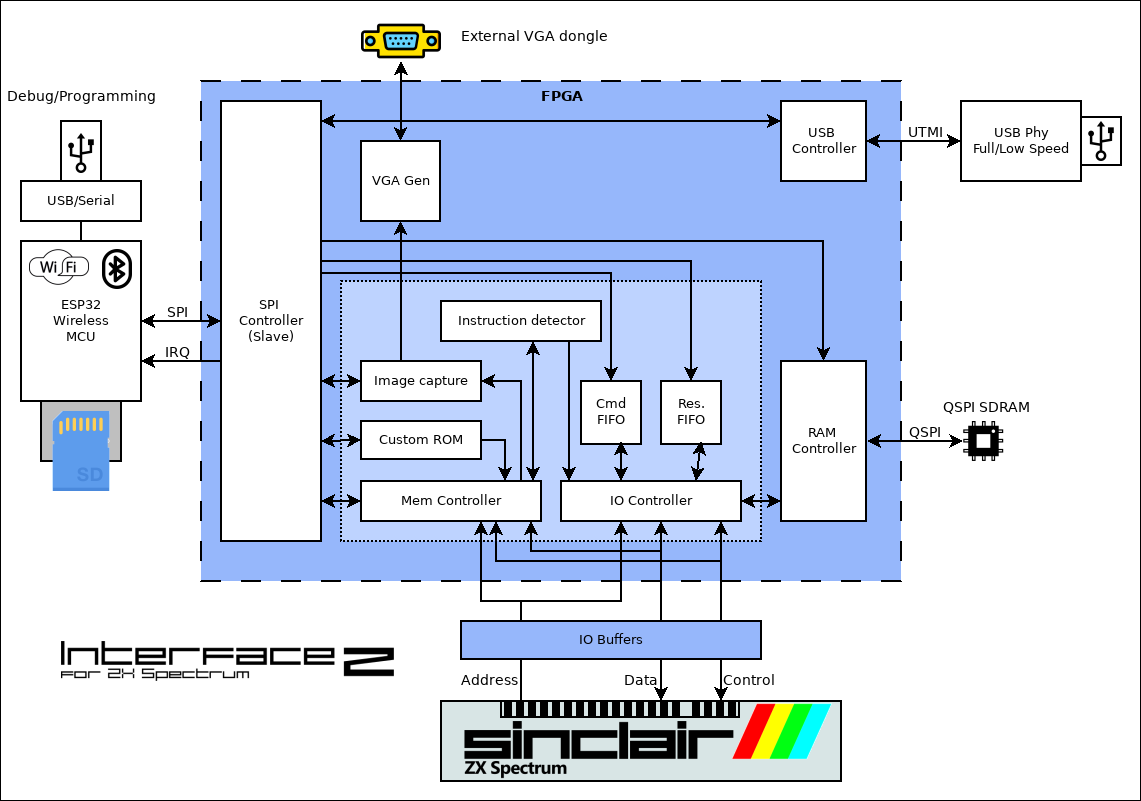 External VGA dongle
Debug/Programming
FPGA
USB
Controller
UTMI
USB Phy
Full/Low Speed
VGA Gen
USB/Serial
WiFi
ESP32
Wireless
MCU
SPI
IRQ
SPI
Controller
(Slave)
Instruction detector
Image capture
Cmd
FIFO
Res.
FIFO
Custom ROM
RAM
Controller
QSPI
QSPI SDRAM
SD
Mem Controller
IO Controller
IO Buffers
Interface 2
for ZX Spectrum
Address
Data
Control
sinclair
ZX Spectrum